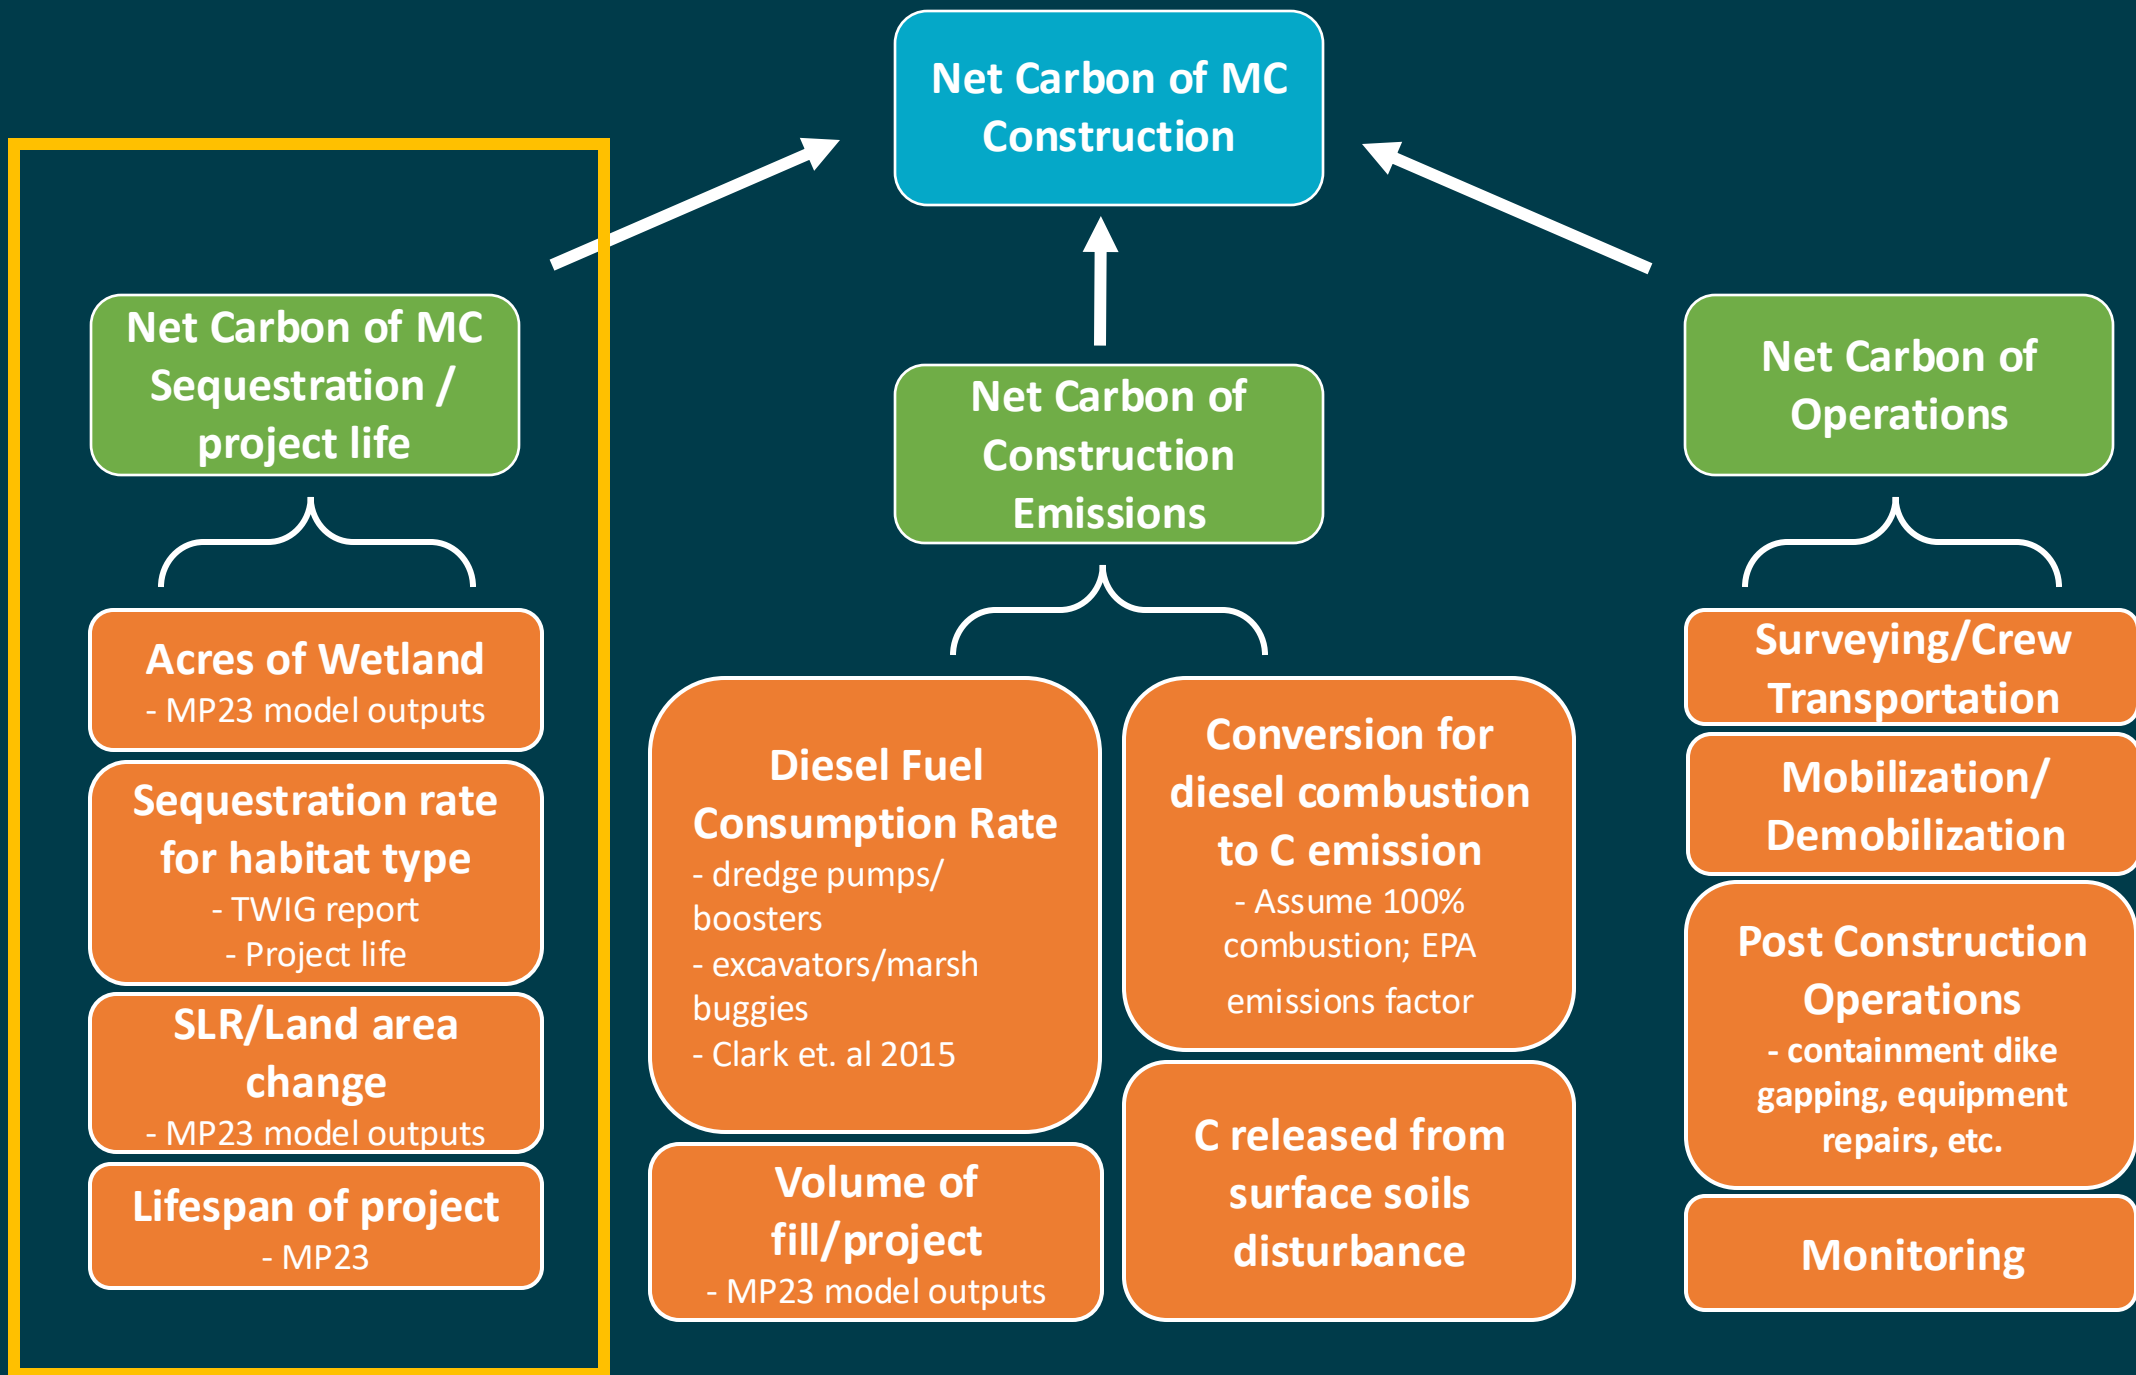 Net Carbon of MC
Construction
Net Carbon of MC
Sequestration /
project life
Acres of Wetland
- MP23 model outputs
Sequestration rate
for habitat type
- TWIG report
- Project life
SLR/Land area
change
- MP23 model outputs
Lifespan of project
- MP23
Net Carbon of
Construction
Emissions
Diesel Fuel
Consumption Rate
- dredge pumps/
boosters
- excavators/marsh
buggies
- Clark et. al 2015
Volume of
fill/project
- MP23 model outputs
Conversion for
diesel combustion
to C emission
- Assume 100%
combustion; EPA
emissions factor
C released from
surface soils
disturbance
Net Carbon of
Operations
Surveying/Crew
Transportation
Mobilization/
Demobilization
Post Construction
Operations
- containment dike
gapping, equipment
repairs, etc.
Monitoring